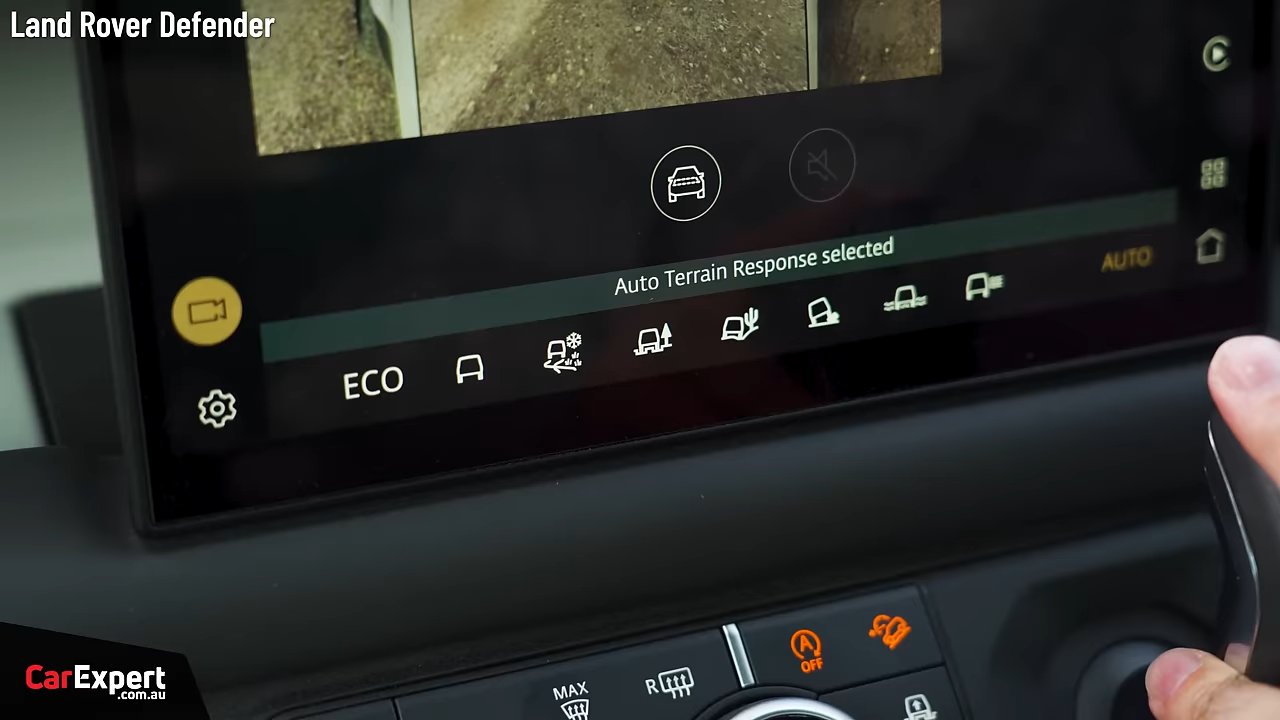 Land Rover Defender
Auto Terrain Response selected
AUTO
ECO
A
OFF
MAX
R
CarExpert
.com.au